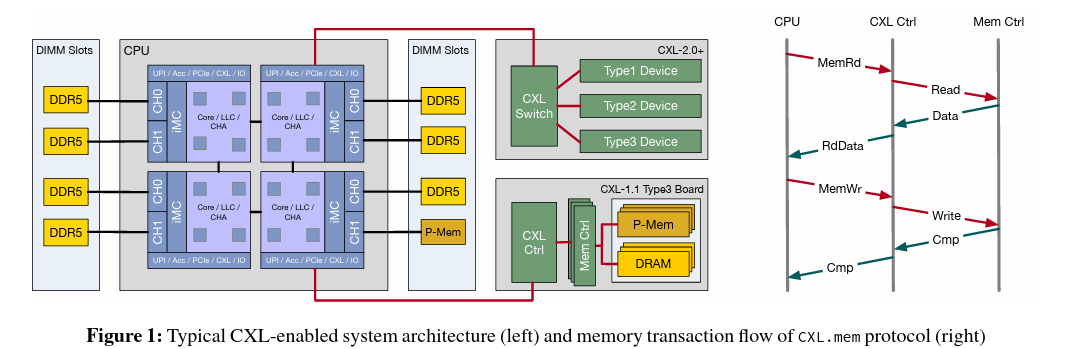 DIMM Slots
DDR5
DDR5
DDR5
DDR5
CPU
UPI / Acc / PCIe / CXL / IO
CH0
CH1
iMC
Core / LLC /
CHA
UPI / Acc / PCIe / CXL / IO
Core / LLC /
CHA
iMC
CH0
CH1
CH0
CH1
iMC
Core / LLC /
CHA
UPI / Acc / PCIe / CXL / IO
Core / LLC /
CHA
iMC
CH0
CH1
UPI / Acc / PCIe / CXL / IO
DIMM Slots
DDR5
DDR5
DDR5
P-Mem
CXL-2.0+
CXL
Switch
Type1 Device
Type2 Device
Type3 Device
CXL-1.1 Type3 Board
CXL
Ctrl
Mem Ctrl
P-Mem
DRAM
CPU
CXL Ctrl
Mem Ctrl
MemRd
Read
Data
RdData
MemWr
Write
Cmp
Cmp
Figure 1: Typical CXL-enabled system architecture (left) and memory transaction flow of CXL.mem protocol (right)